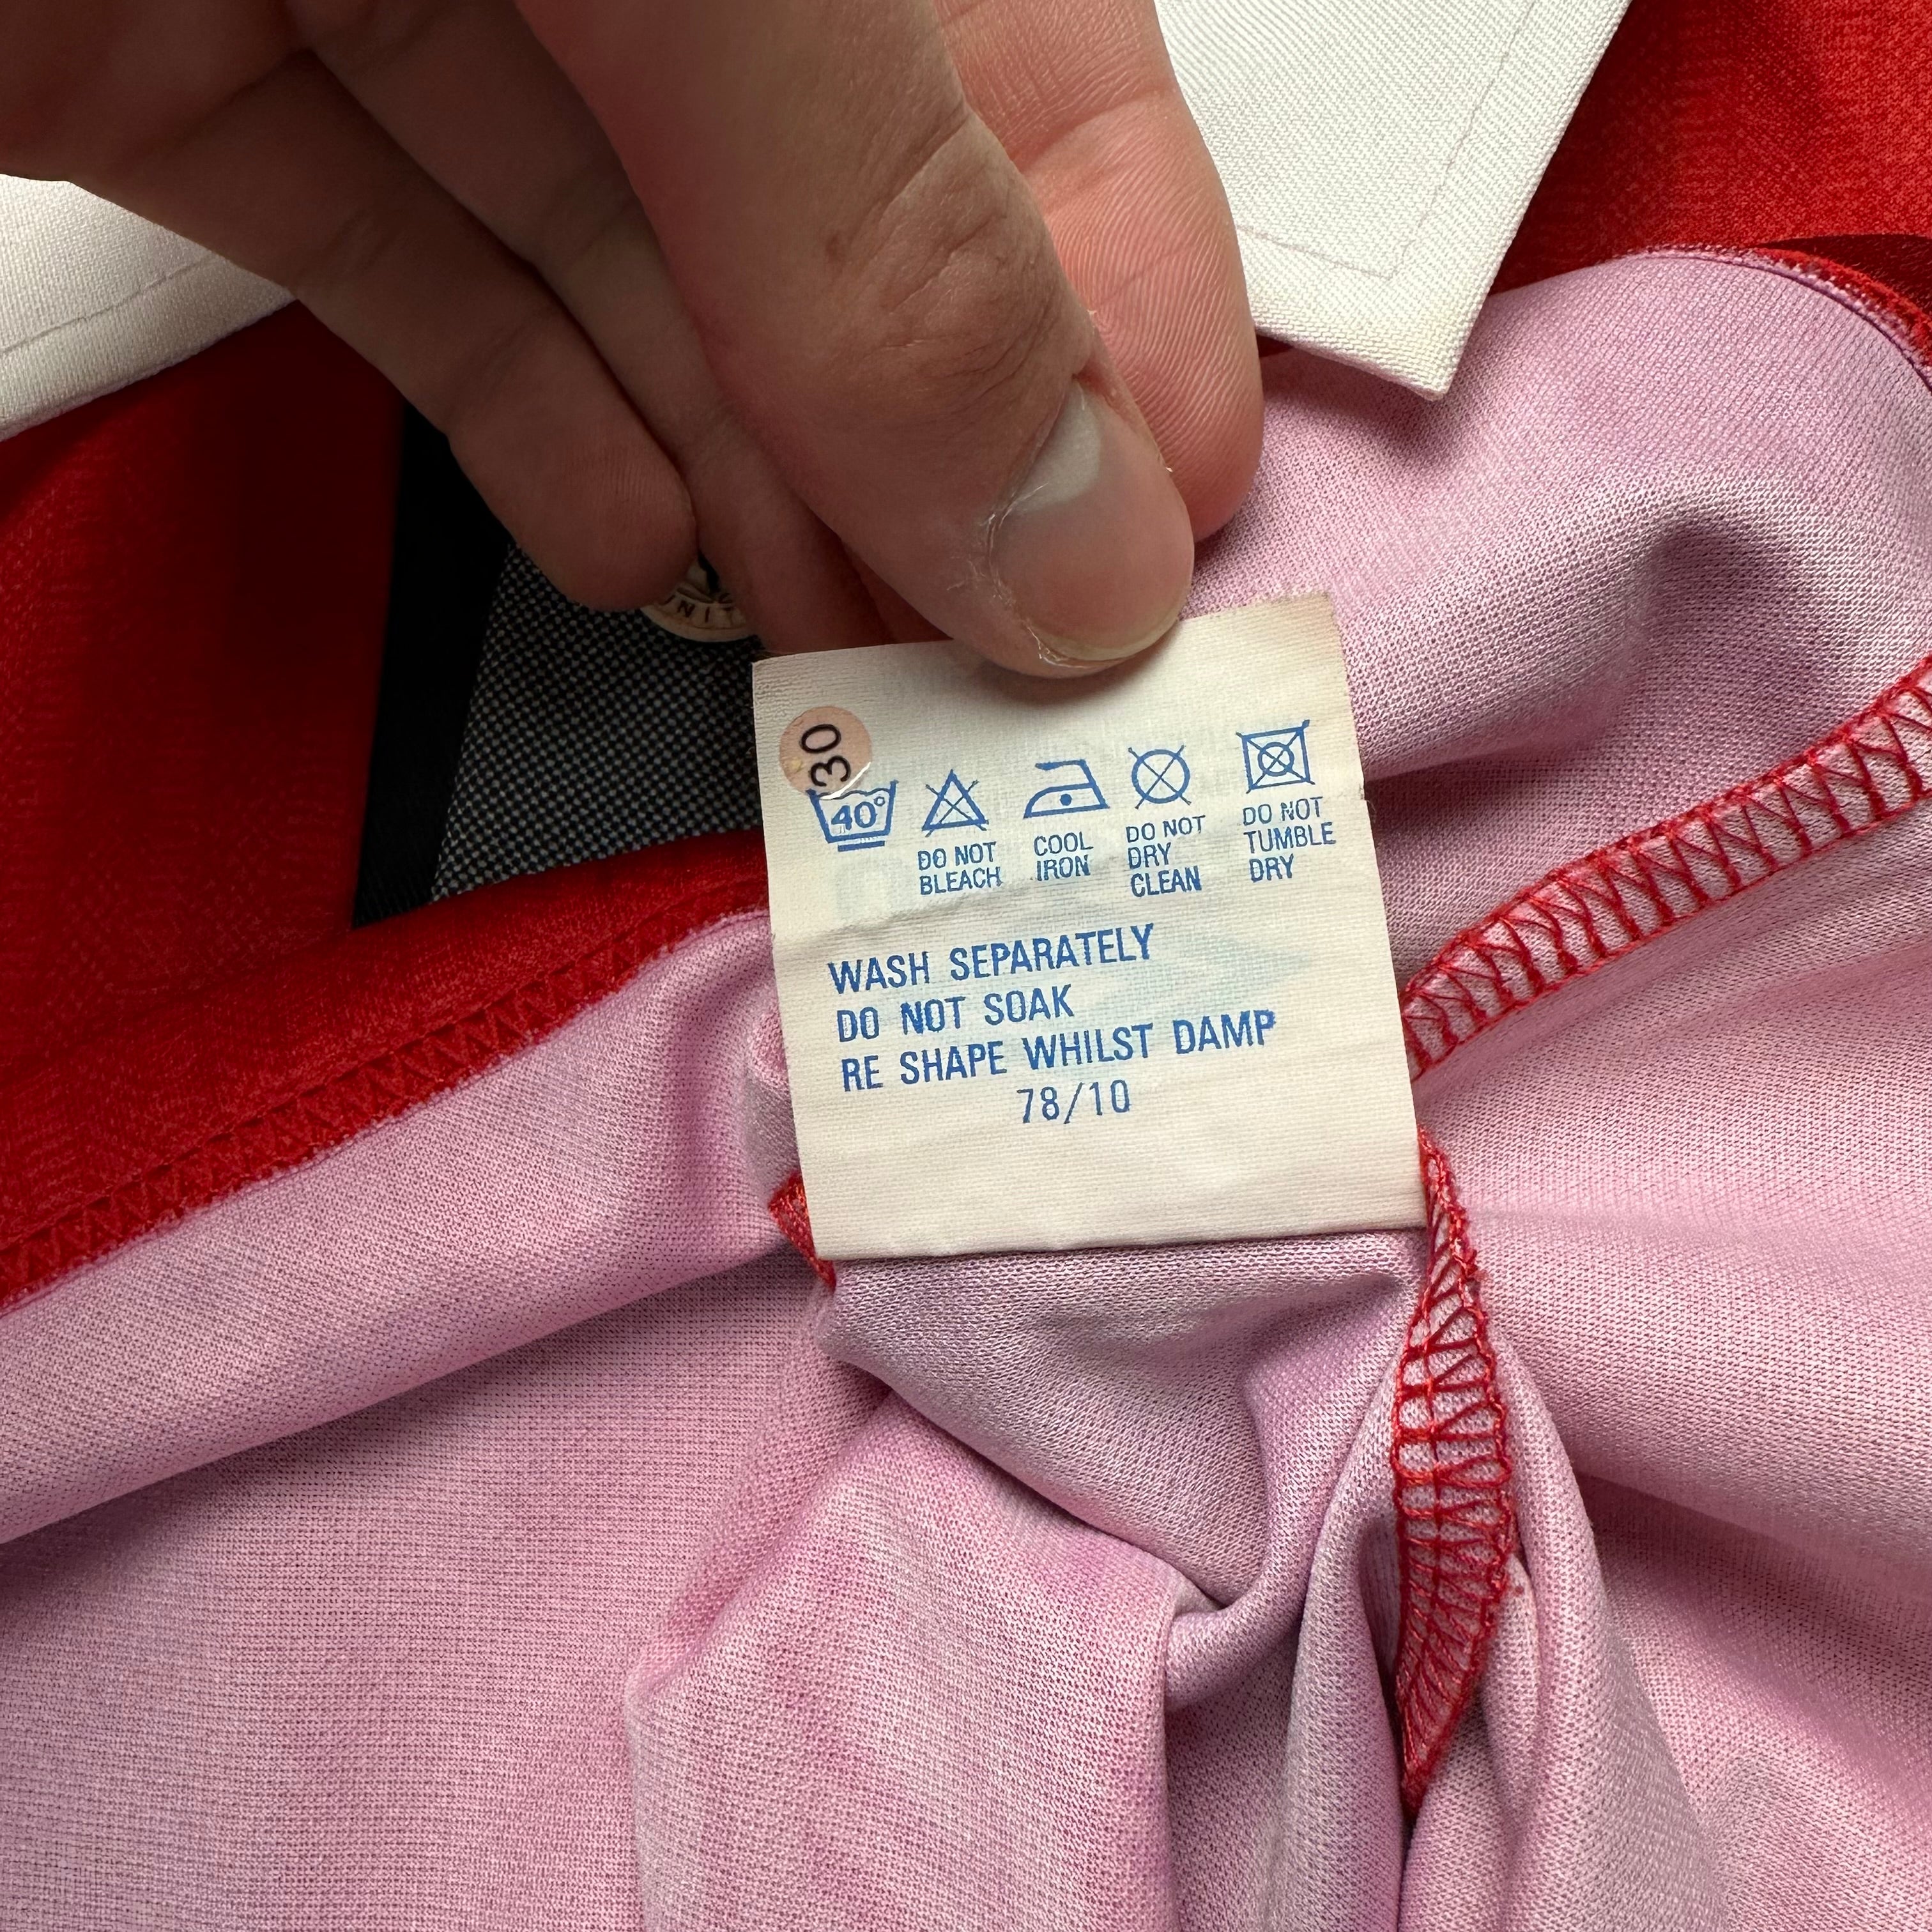 NIT
30
40°
DO NOT
BLEACH
COOL
IRON
DO NOT
DRY
CLEAN
DO NOT
TUMBLE
DRY
WASH SEPARATELY
DO NOT SOAK
RE SHAPE WHILST DAMP
78/10